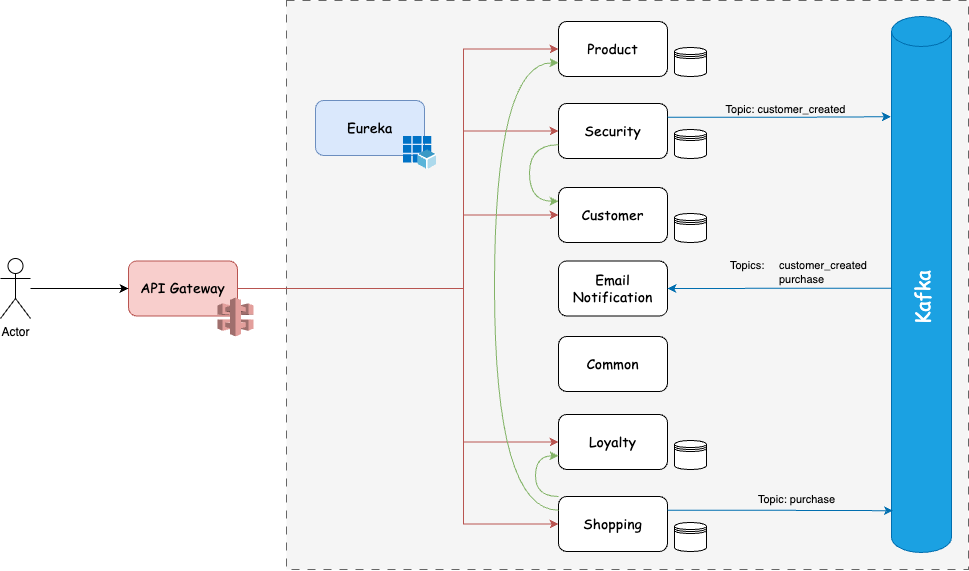 Product
Topic: customer_created
Eureka
Security
Customer
Topics: customer_created
purchase
Email
Notification
API Gateway
Kafka
Actor
Common
Loyalty
Topic: purchase
Shopping